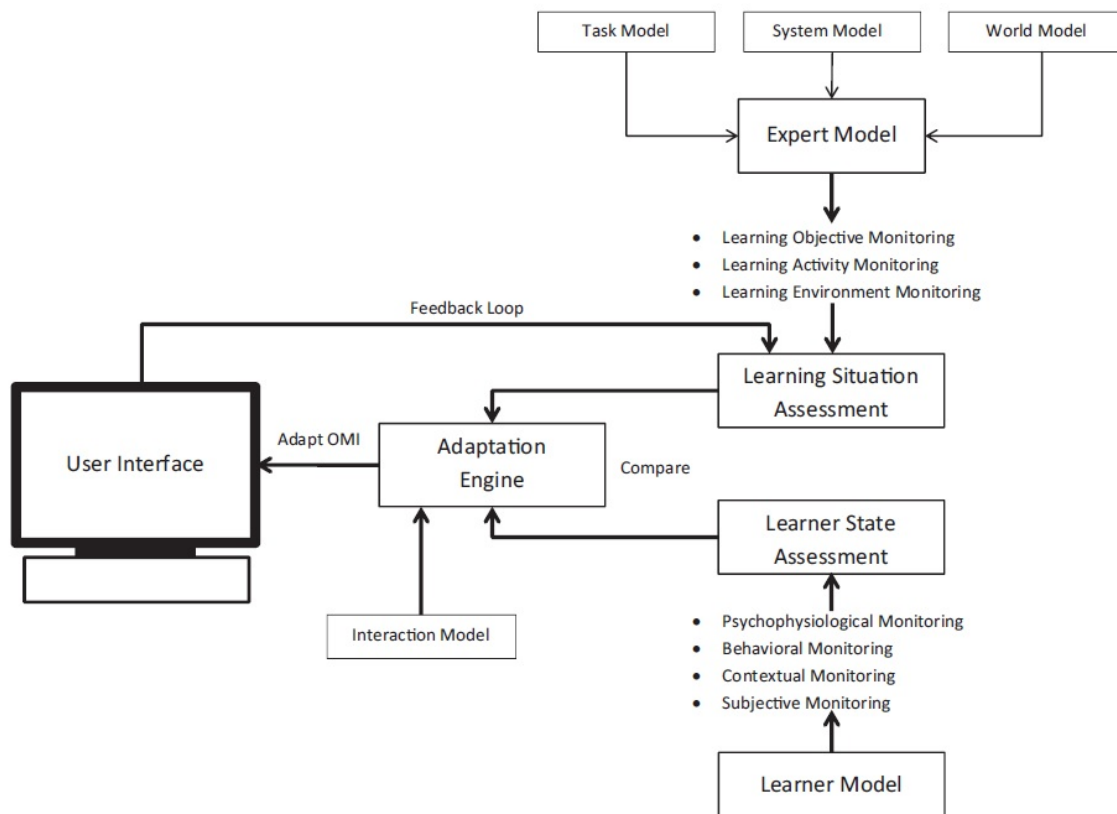 Task Model
System Model
World Model
Expert Model
• Learning Objective Monitoring
• Learning Activity Monitoring
• Learning Environment Monitoring
Feedback Loop
Learning Situation
Assessment
User Interface
Adapt OMI
Adaptation
Engine
Compare
Learner State
Assessment
Interaction Model
• Psychophysiological Monitoring
• Behavioral Monitoring
• Contextual Monitoring
• Subjective Monitoring
Learner Model